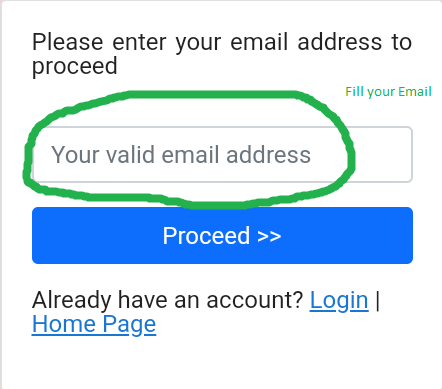 Please enter your email address to
proceed
Fill your Email
Your valid email address
Proceed >>
Already have an account? Login |
Home Page